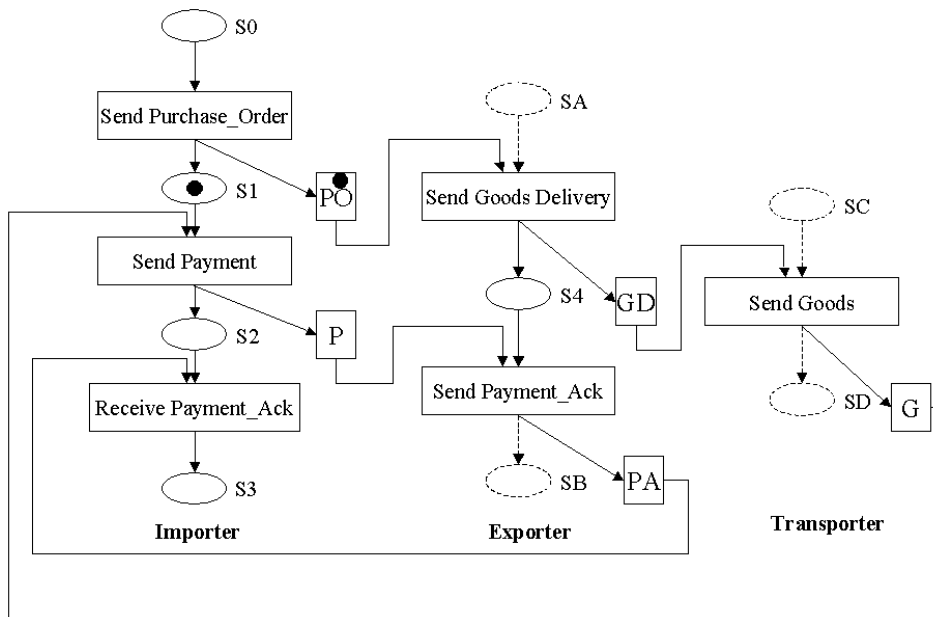 S0
Send Purchase_Order
SA
S1
PO
Send Goods Delivery
SC
Send Payment
S4
GD
Send Goods
S2
P
Send Payment_Ack
Receive Payment_Ack
SD
G
S3
SB
PA
Importer
Exporter
Transporter